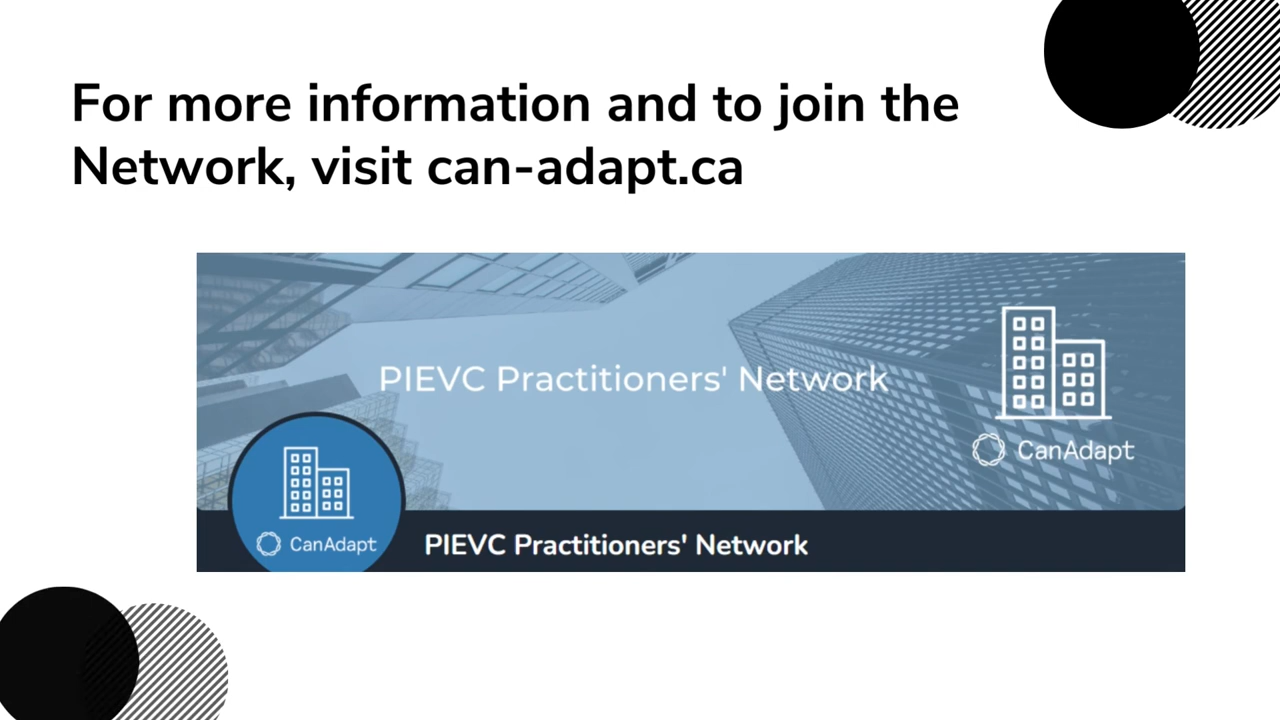 For more information and to join the
Network, visit can-adapt.ca
PIEVC Practitioners' Network
CanAdapt
CanAdapt
PIEVC Practitioners' Network